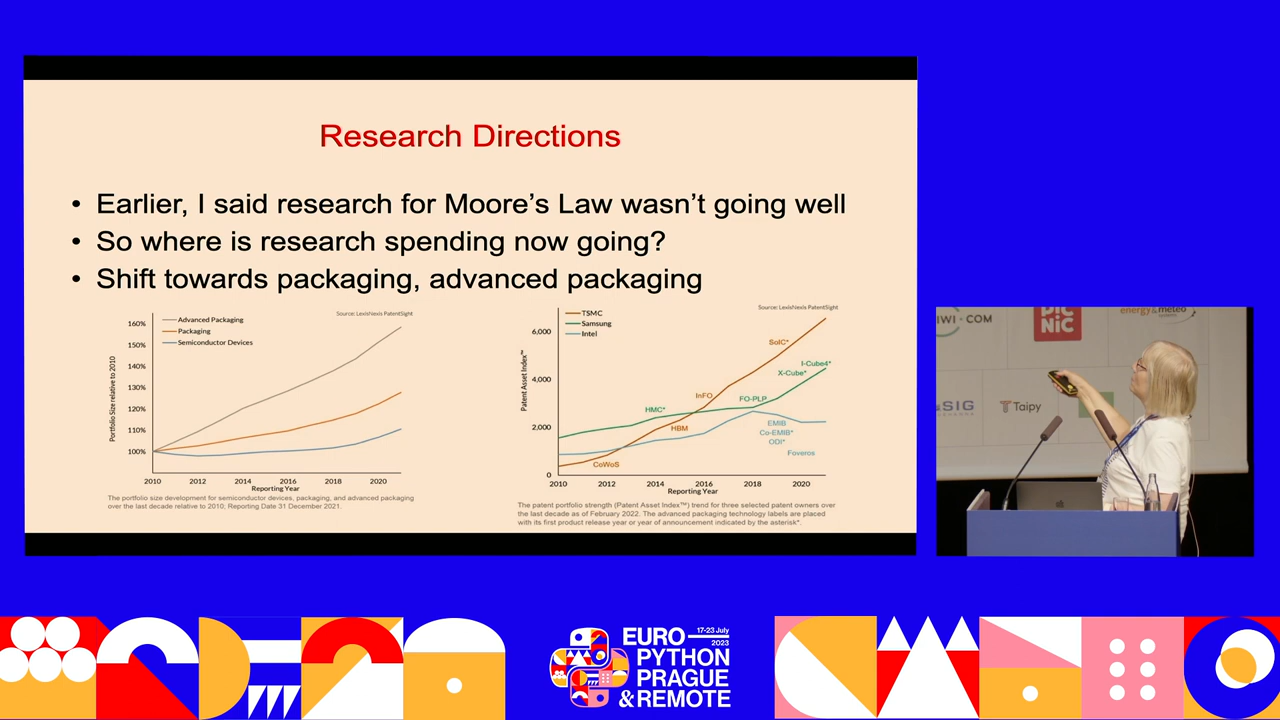 Research Directions
• Earlier, I said research for Moore's Law wasn't going well
• So where is research spending now going?
• Shift towards packaging, advanced packaging
Source: LexisNexis PatentSight
Advanced Packaging
Packaging
Semiconductor Devices
160%
150%
140%
130%
120%
110%
100%
Portfolio Size relative to 2010
2010 2012 2014 2016 2018 2020
Reporting Year
The portfolio size development for semiconductor devices, packaging, and advanced packaging
over the last decade relative to 2010; Reporting Date 31 December 2021.
Source: LexisNexis PatentSight
TSMC
Samsung
Intel
6,000
4,000
2,000
0
Patent Asset Index™
SoIC*
I-Cube4*
X-Cube*
InFO
FO-PLP
HMC*
HBM
EMIB
Co-EMIB*
ODI*
Foveros
CoWoS
2010 2012 2014 2016 2018 2020
Reporting Year
The patent portfolio strength (Patent Asset Index™) trend for three selected patent owners over
the last decade as of February 2022. The advanced packaging technology labels are placed
with its first product release year or year of announcement indicated by the asterisk*.
IWI.COM
PIC
NIC
energy&meteo
SIG
Taipy
EURO
17-23 July
2023
PYTHON
PRAGUE
& REMOTE